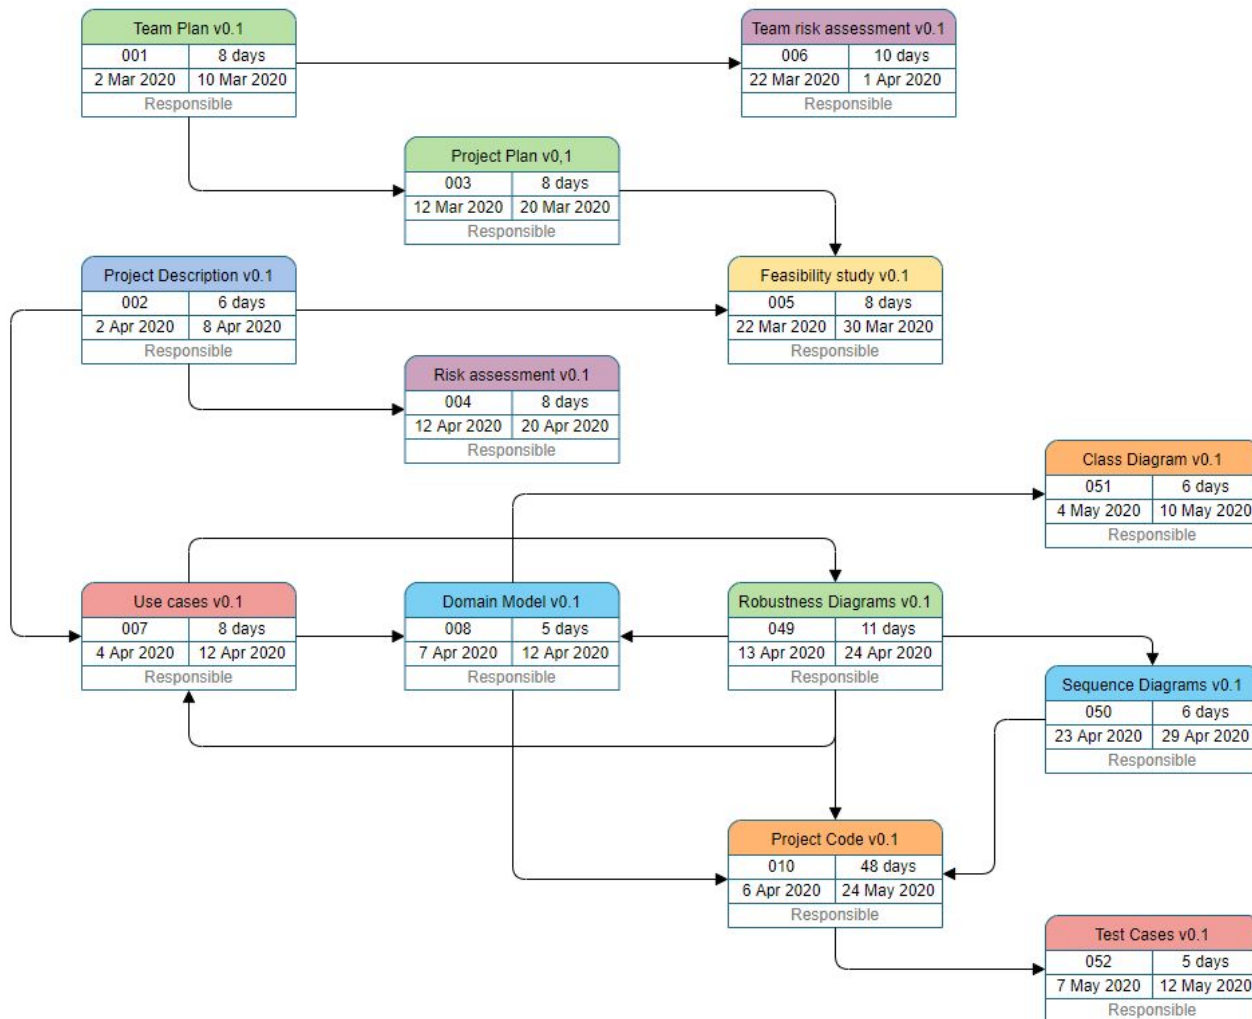 Team Plan v0.1
001 8 days
2 Mar 2020 10 Mar 2020
Responsible
Team risk assessment v0.1
006 10 days
22 Mar 2020 1 Apr 2020
Responsible
Project Plan v0,1
003 8 days
12 Mar 2020 20 Mar 2020
Responsible
Project Description v0.1
002 6 days
2 Apr 2020 8 Apr 2020
Responsible
Feasibility study v0.1
005 8 days
22 Mar 2020 30 Mar 2020
Responsible
Risk assessment v0.1
004 8 days
12 Apr 2020 20 Apr 2020
Responsible
Class Diagram v0.1
051 6 days
4 May 2020 10 May 2020
Responsible
Use cases v0.1
007 8 days
4 Apr 2020 12 Apr 2020
Responsible
Domain Model v0.1
008 5 days
7 Apr 2020 12 Apr 2020
Responsible
Robustness Diagrams v0.1
049 11 days
13 Apr 2020 24 Apr 2020
Responsible
Sequence Diagrams v0.1
050 6 days
23 Apr 2020 29 Apr 2020
Responsible
Project Code v0.1
010 48 days
6 Apr 2020 24 May 2020
Responsible
Test Cases v0.1
052 5 days
7 May 2020 12 May 2020
Responsible